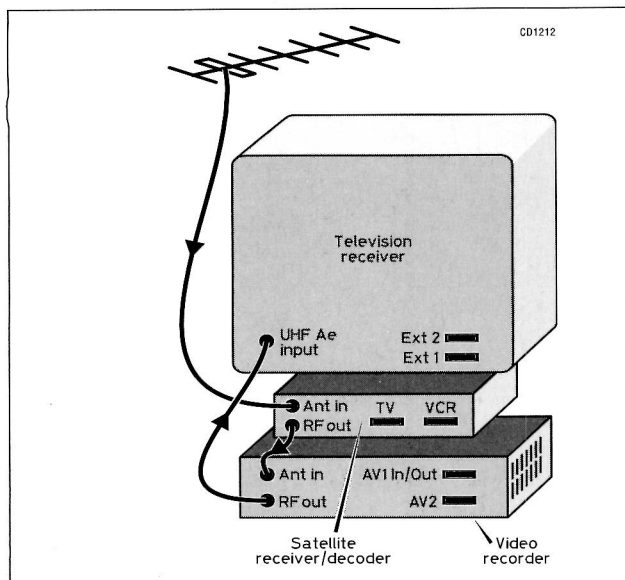 CD1212
Television
receiver
UHF Ae
input
Ext 2
Ext 1
Ant in
TV
VCR
RF out
Ant in
AV1 In/Out
RF out
AV2
Satellite
receiver/decoder
Video
recorder